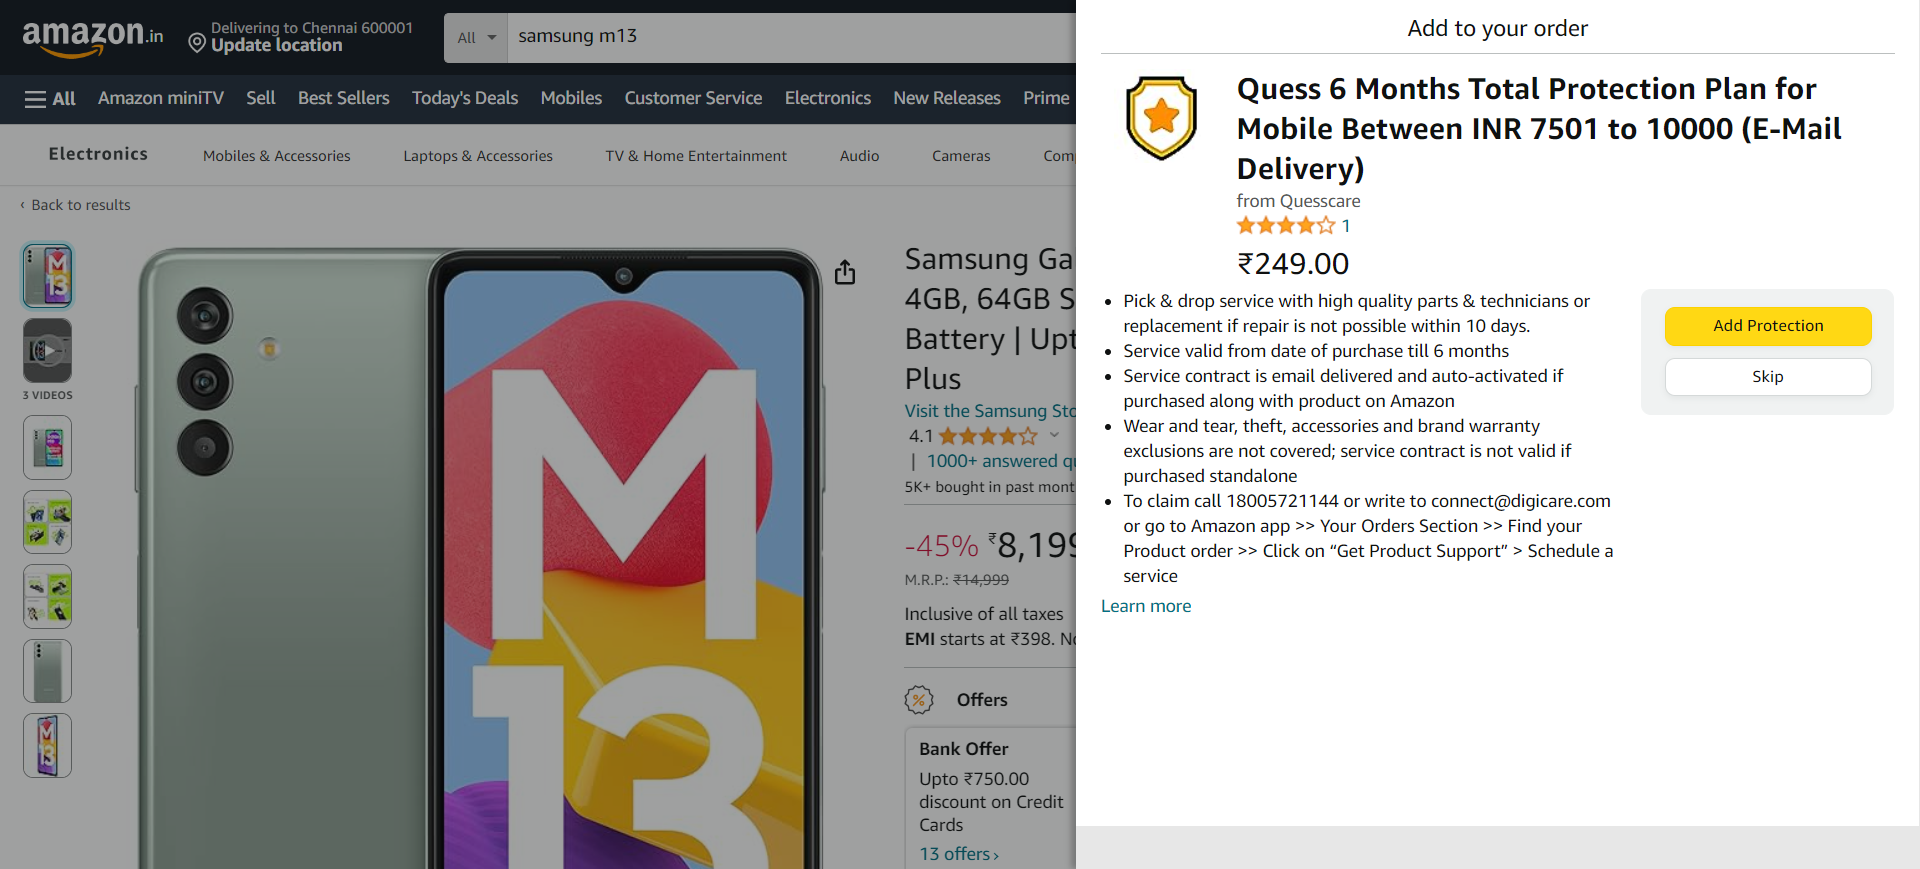 amazon.in
Delivering to Chennai 600001
Update location
All
samsung m13
All
Amazon miniTV
Sell
Best Sellers
Today's Deals
Mobiles
Customer Service
Electronics
New Releases
Prime
Electronics
Mobiles & Accessories
Laptops & Accessories
TV & Home Entertainment
Audio
Cameras
‹ Back to results
M
13
3 VIDEOS
M
13
M
13
Samsung
4GB, 64GB
Battery |
Plus
Visit the Samsung
4.1
| 1000+ answered
5K+ bought in past
-45% ₹8,199
M.R.P.: ₹14,999
Inclusive of all taxes
EMI starts at ₹398.
Offers
Bank Offer
Upto ₹750.00
discount on Credit
Cards
13 offers ›
Add to your order
Quess 6 Months Total Protection Plan for
Mobile Between INR 7501 to 10000 (E-Mail
Delivery)
from Quesscare
1
₹249.00
• Pick & drop service with high quality parts & technicians or
replacement if repair is not possible within 10 days.
• Service valid from date of purchase till 6 months
• Service contract is email delivered and auto-activated if
purchased along with product on Amazon
• Wear and tear, theft, accessories and brand warranty
exclusions are not covered; service contract is not valid if
purchased standalone
• To claim call 18005721144 or write to connect@digicare.com
or go to Amazon app >> Your Orders Section >> Find your
Product order >> Click on “Get Product Support” > Schedule a
service
Learn more
Add Protection
Skip